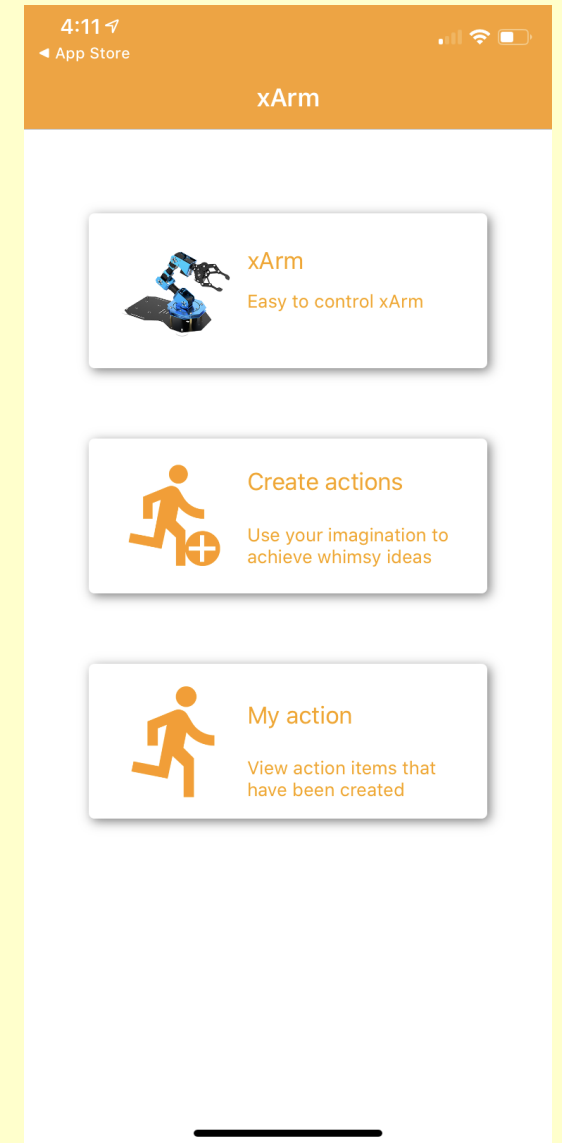 4:11
◀ App Store
xArm
xArm
Easy to control xArm
Create actions
Use your imagination to
achieve whimsy ideas
My action
View action items that
have been created